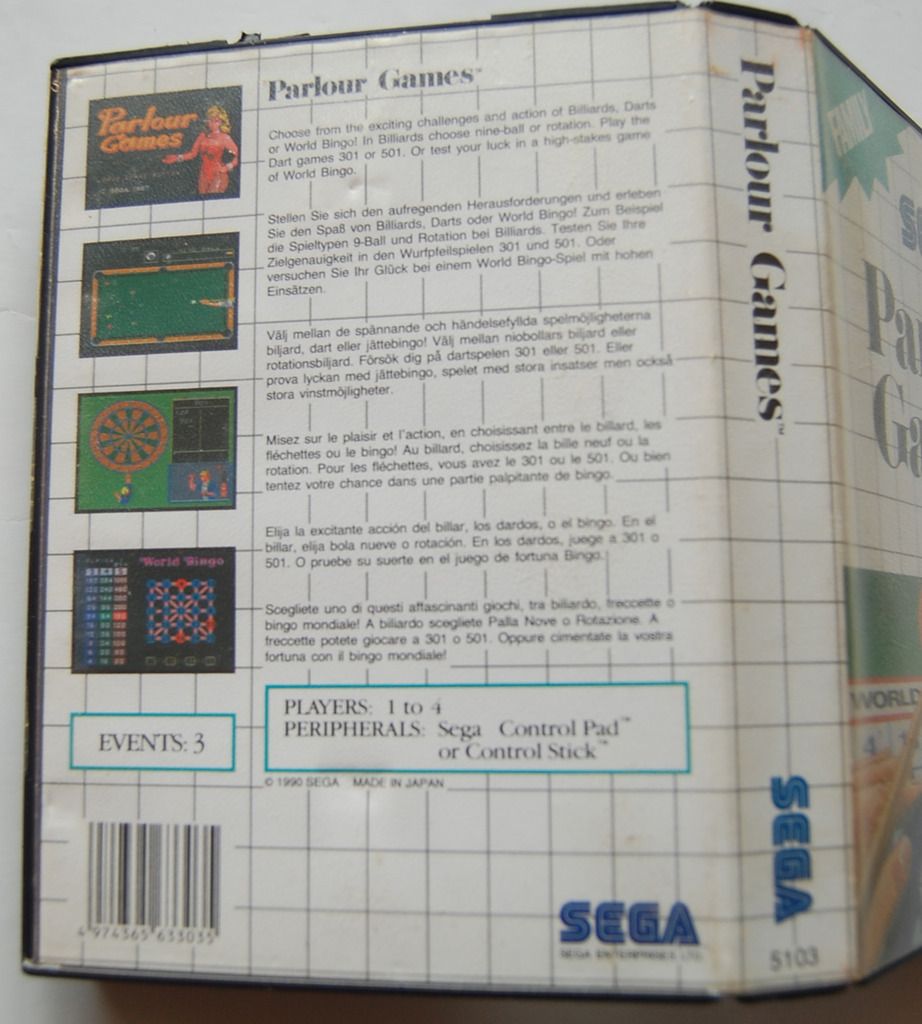 Parlour Games™
Choose from the exciting challenges and action of Billiards, Darts
or World Bingo! In Billiards choose nine-ball or rotation. Play the
Dart games 301 or 501. Or test your luck in a high-stakes game
of World Bingo.
Stellen Sie sich den aufregenden Herausforderungen und erleben
Sie den Spaß von Billiards, Darts oder World Bingo! Zum Beispiel
die Spieltypen 9-Ball und Rotation bei Billiards. Testen Sie Ihre
Zielgenauigkeit in den Wurfpfeilspielen 301 und 501. Oder
versuchen Sie Ihr Glück bei einem World Bingo-Spiel mit hohen
Einsätzen.
Välj mellan de spännande och händelsefyllda spelmöjligheterna
biljard, dart eller jättebingo! Välj mellan niobollars biljard eller
rotationsbiljard. Försök dig på dartspelen 301 eller 501. Eller
prova lyckan med jättebingo, spelet med stora insatser men också
stora vinstmöjligheter.
Misez sur le plaisir et l'action, en choisissant entre le billard, les
fléchettes ou le bingo! Au billard, choisissez la bille neuf ou la
rotation. Pour les fléchettes, vous avez le 301 ou le 501. Ou bien
tentez votre chance dans une partie palpitante de bingo.
Elija la excitante acción del billar, los dardos, o el bingo. En el
billar, elija bola nueve o rotación. En los dardos, juege a 301 o
501. O pruebe su suerte en el juego de fortuna Bingo.
Scegliete uno di questi affascinanti giochi, tra biliardo, freccette o
bingo mondiale! A biliardo scegliete Palla Nove o Rotazione. A
freccette potete giocare a 301 o 501. Oppure cimentate la vostra
fortuna con il bingo mondiale!
Parlour
Games
© SEGA 1987
World Bingo
EVENTS: 3
PLAYERS: 1 to 4
PERIPHERALS: Sega Control Pad™
or Control Stick™
© 1990 SEGA MADE IN JAPAN
4 974365 633035
SEGA
SEGA ENTERPRISES LTD.
Parlour Games™
SEGA
5103
FAMILY
S
Pa
Ga
WORLD